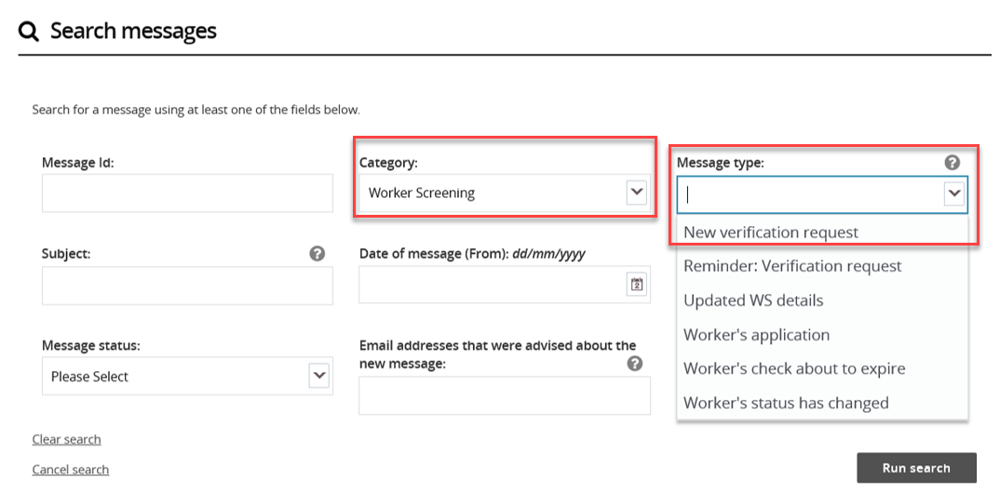 Search messages
Search for a message using at least one of the fields below.
Message Id:
Category:
Worker Screening
Message type:
?
New verification request
Reminder: Verification request
Updated WS details
Worker's application
Worker's check about to expire
Worker's status has changed
Subject:
?
Date of message (From): dd/mm/yyyy
2
Message status:
Please Select
Email addresses that were advised about the
new message:
?
Clear search
Cancel search
Run search